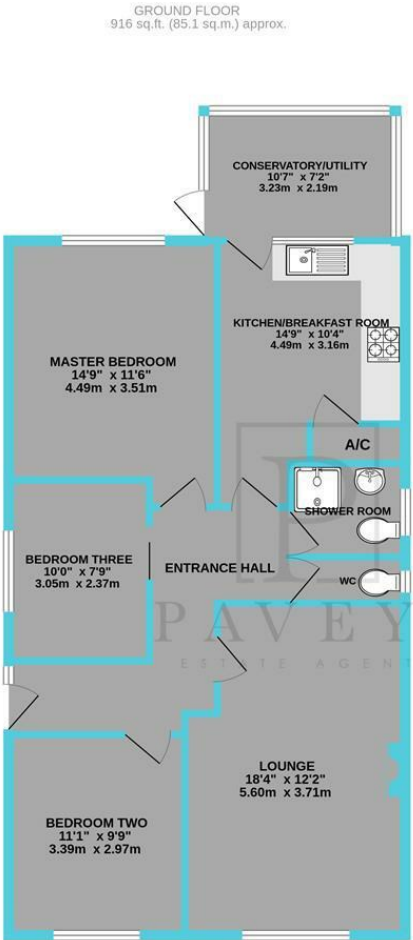 GROUND FLOOR
916 sq.ft. (85.1 sq.m.) approx.
CONSERVATORY/UTILITY
10'7" x 7'2"
3.23m x 2.19m
KITCHEN/BREAKFAST ROOM
14'9" x 10'4"
4.49m x 3.16m
MASTER BEDROOM
14'9" x 11'6"
4.49m x 3.51m
A/C
SHOWER ROOM
BEDROOM THREE
10'0" x 7'9"
3.05m x 2.37m
ENTRANCE HALL
WC
PAVEY
ESTATE AGENT
LOUNGE
18'4" x 12'2"
5.60m x 3.71m
BEDROOM TWO
11'1" x 9'9"
3.39m x 2.97m